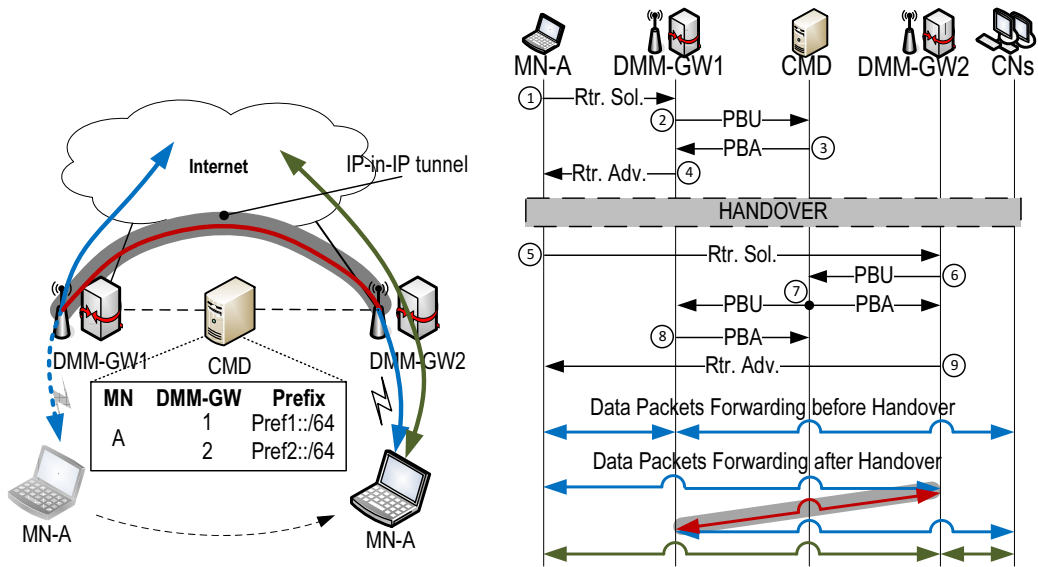 Internet
IP-in-IP tunnel
DMM-GW1
CMD
DMM-GW2
MN DMM-GW Prefix
A
1 Pref1::/64
2 Pref2::/64
MN-A
MN-A
MN-A DMM-GW1 CMD DMM-GW2 CNs
1 Rtr. Sol.
2 PBU
PBA 3
Rtr. Adv. 4
HANDOVER
5 Rtr. Sol.
PBU 6
7
PBU PBA
8 PBA
Rtr. Adv. 9
Data Packets Forwarding before Handover
Data Packets Forwarding after Handover